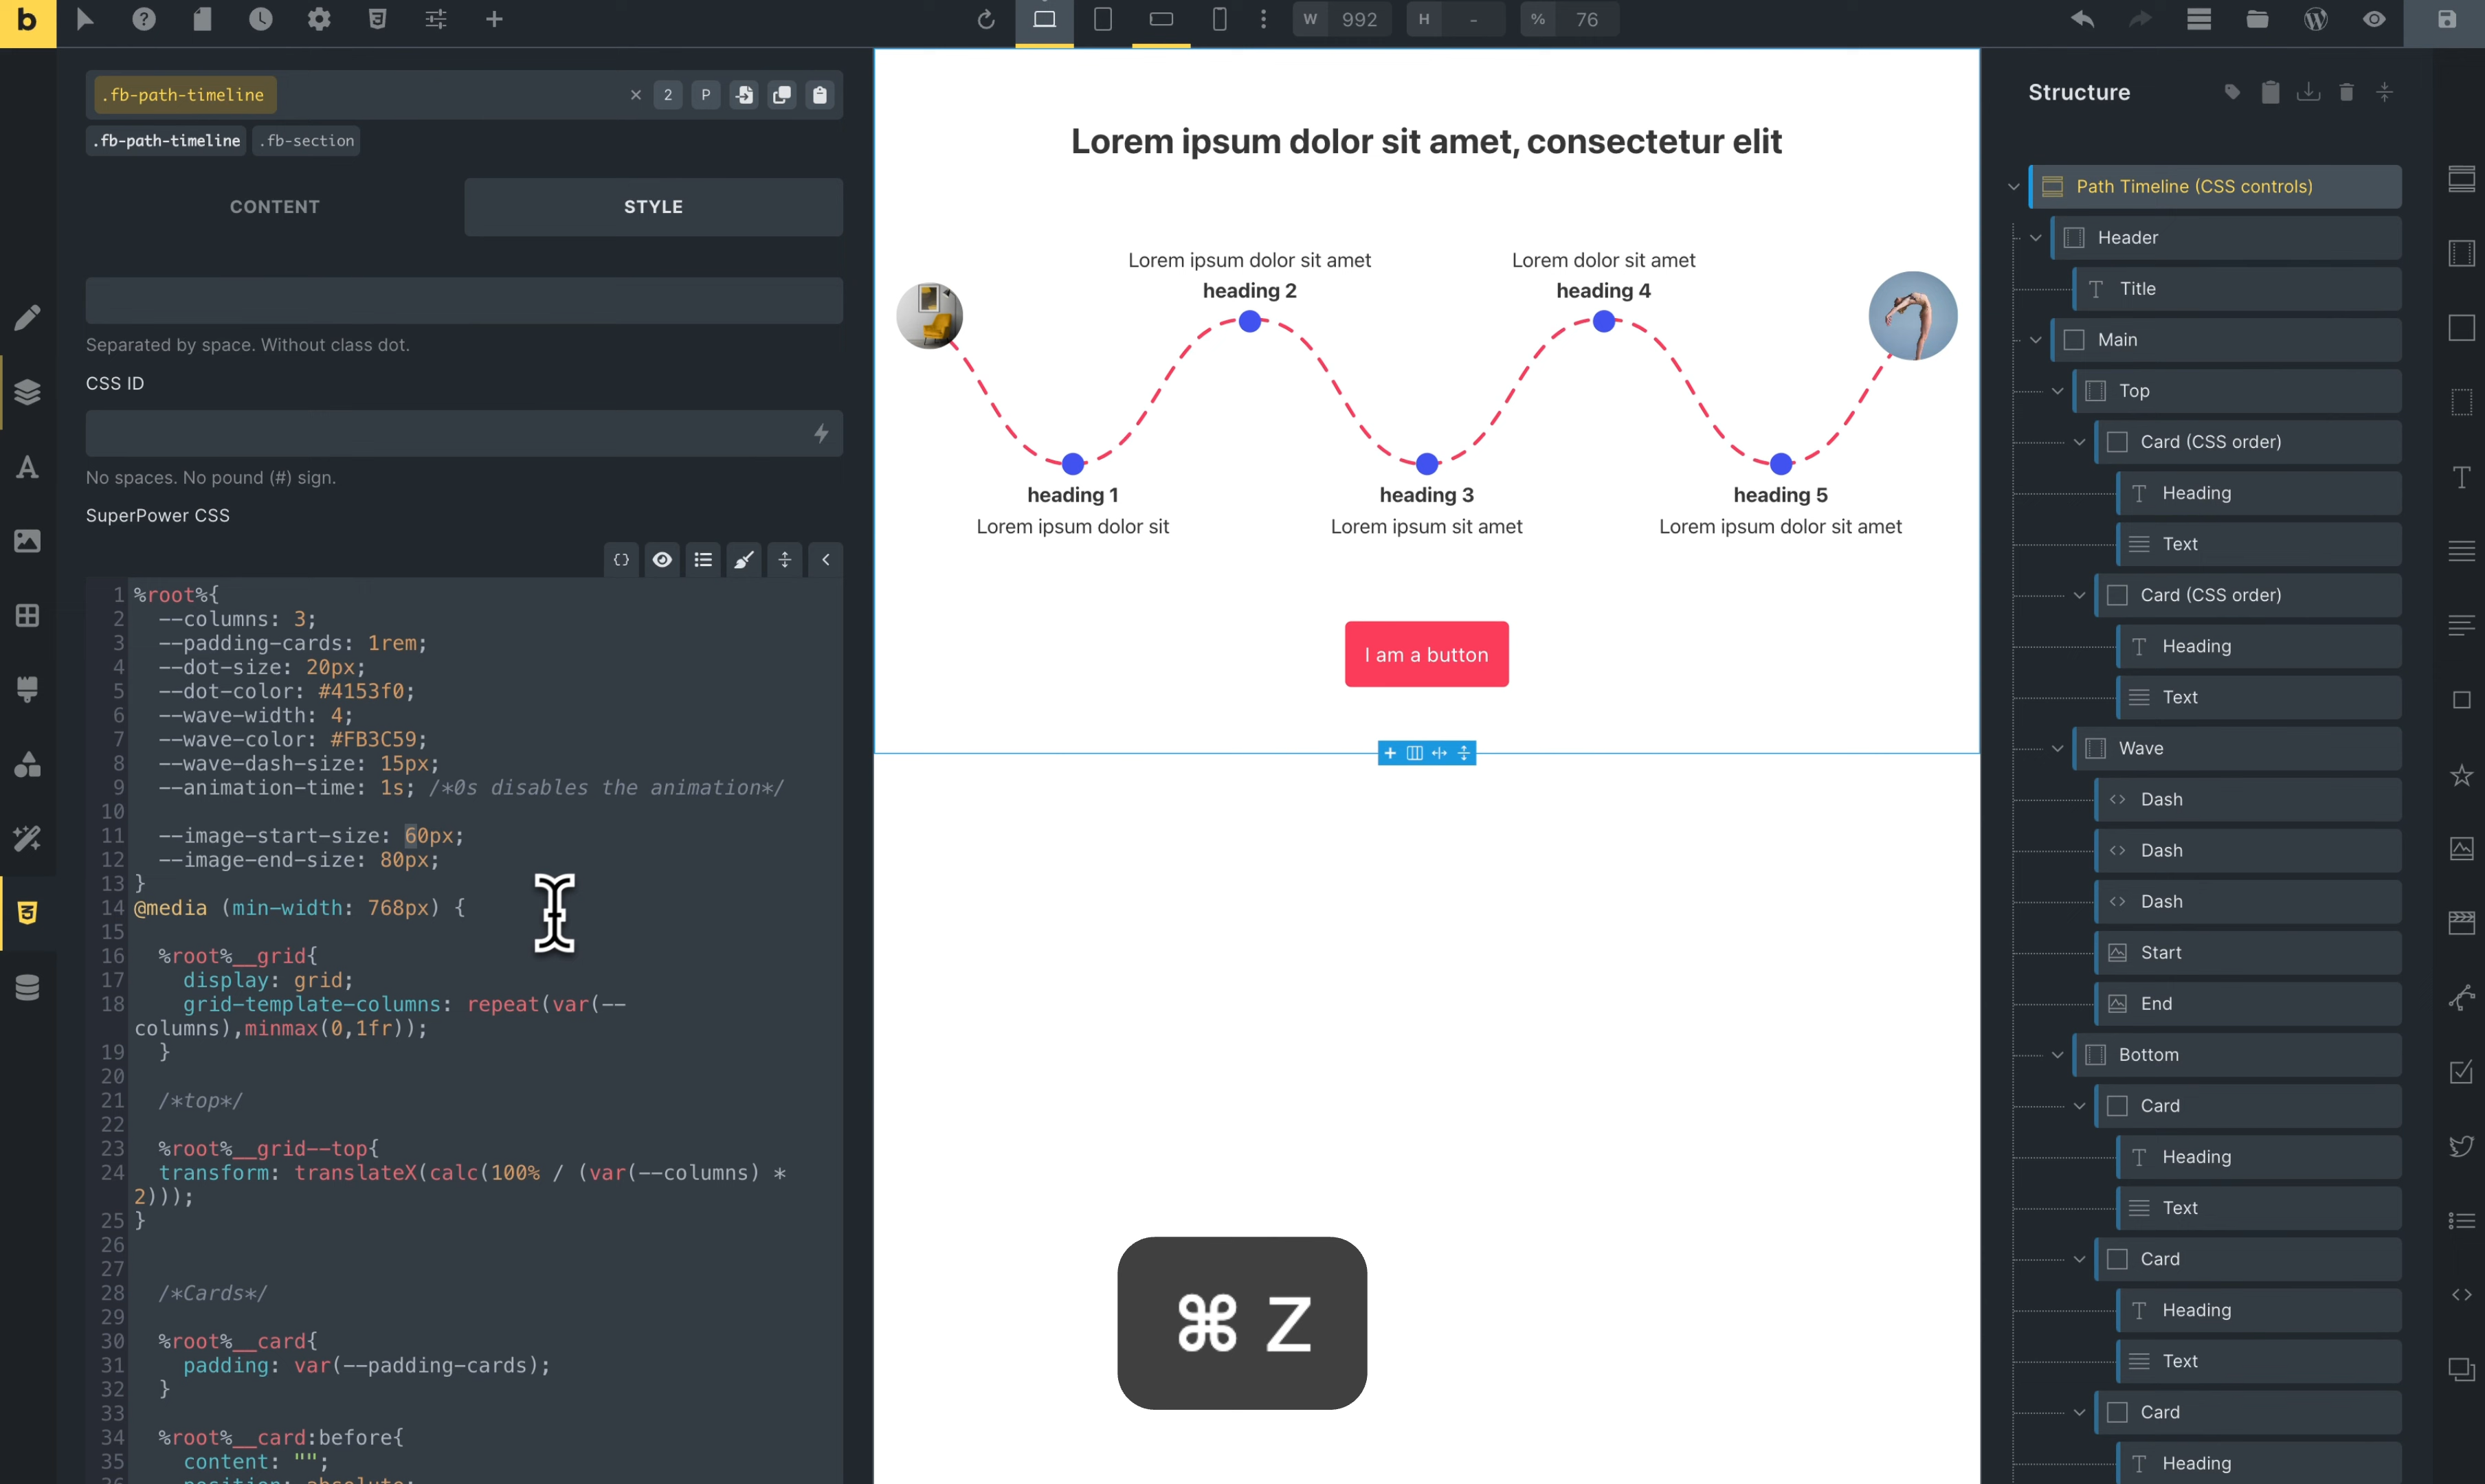 b
W 992 H - % 76
.fb-path-timeline
× 2 P
.fb-path-timeline .fb-section
CONTENT STYLE
Separated by space. Without class dot.
CSS ID
No spaces. No pound (#) sign.
SuperPower CSS
1 %root%{
2 --columns: 3;
3 --padding-cards: 1rem;
4 --dot-size: 20px;
5 --dot-color: #4153f0;
6 --wave-width: 4;
7 --wave-color: #FB3C59;
8 --wave-dash-size: 15px;
9 --animation-time: 1s; /*0s disables the animation*/
10
11 --image-start-size: 60px;
12 --image-end-size: 80px;
13 }
14 @media (min-width: 768px) {
15
16 %root%__grid{
17 display: grid;
18 grid-template-columns: repeat(var(--
columns),minmax(0,1fr));
19 }
20
21 /*top*/
22
23 %root%__grid--top{
24 transform: translateX(calc(100% / (var(--columns) *
2)));
25 }
26
27
28 /*Cards*/
29
30 %root%__card{
31 padding: var(--padding-cards);
32 }
33
34 %root%__card:before{
35 content: "";
36 position: absolute;
Lorem ipsum dolor sit amet, consectetur elit
Lorem ipsum dolor sit amet
heading 2
Lorem dolor sit amet
heading 4
heading 1
Lorem ipsum dolor sit
heading 3
Lorem ipsum sit amet
heading 5
Lorem ipsum dolor sit amet
I am a button
⌘ Z
Structure
Path Timeline (CSS controls)
Header
Title
Main
Top
Card (CSS order)
Heading
Text
Card (CSS order)
Heading
Text
Wave
Dash
Dash
Dash
Start
End
Bottom
Card
Heading
Text
Card
Heading
Text
Card
Heading